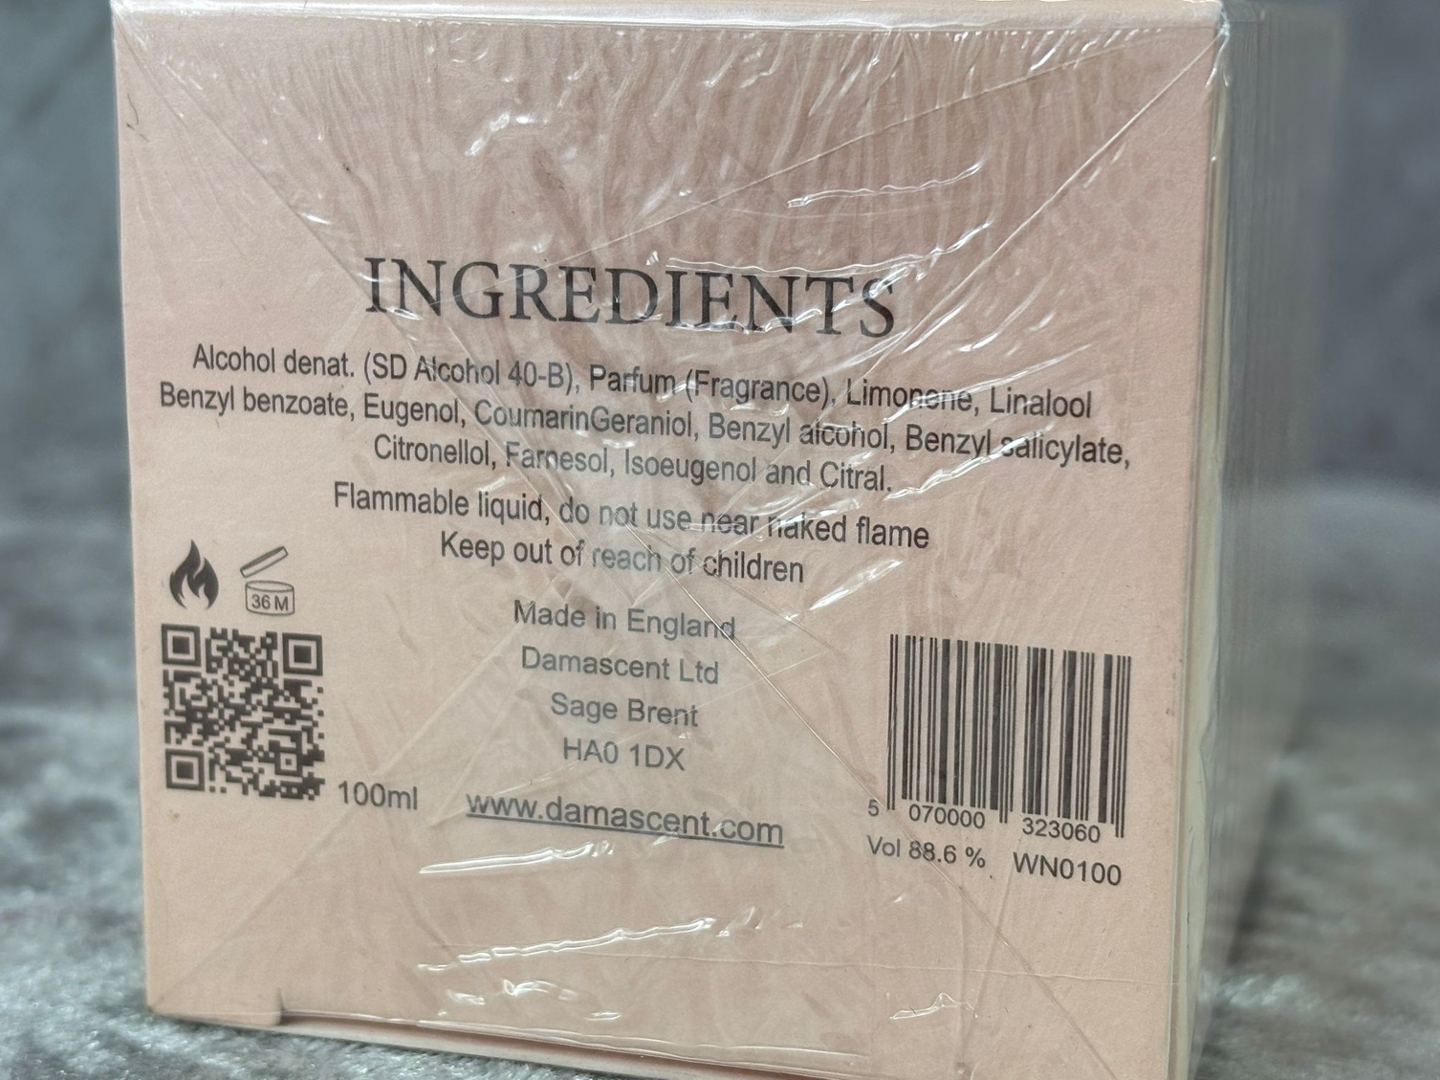 INGREDIENTS
Alcohol denat. (SD Alcohol 40-B), Parfum (Fragrance), Limonene, Linalool
Benzyl benzoate, Eugenol, CoumarinGeraniol, Benzyl alcohol, Benzyl salicylate,
Citronellol, Farnesol, Isoeugenol and Citral.
Flammable liquid, do not use near naked flame
Keep out of reach of children
36 M
Made in England
Damascent Ltd
Sage Brent
HA0 1DX
100ml
www.damascent.com
5 070000 323060
Vol 88.6 % WN0100